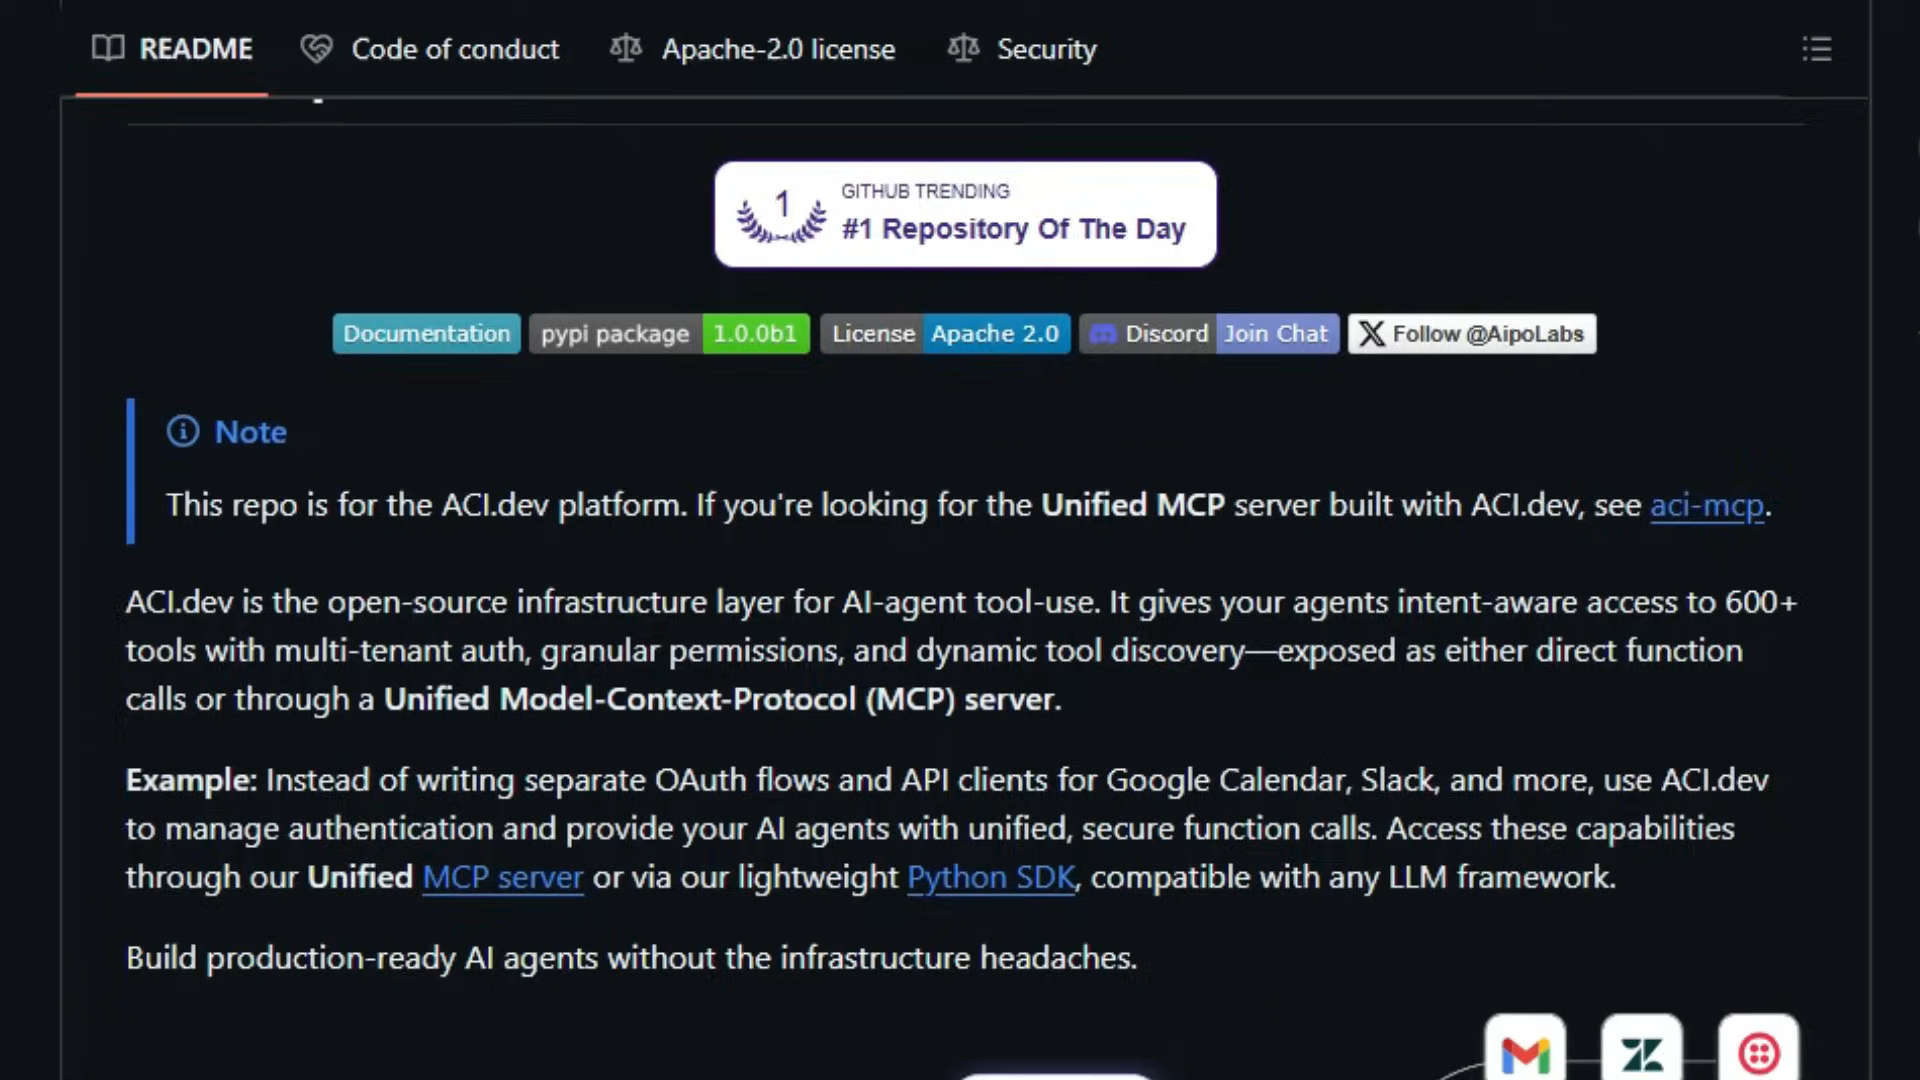 README
Code of conduct
Apache-2.0 license
Security
1
GITHUB TRENDING
#1 Repository Of The Day
Documentation
pypi package 1.0.0b1
License Apache 2.0
Discord Join Chat
Follow @AipoLabs
Note
This repo is for the ACI.dev platform. If you're looking for the Unified MCP server built with ACI.dev, see aci-mcp.
ACI.dev is the open-source infrastructure layer for AI-agent tool-use. It gives your agents intent-aware access to 600+
tools with multi-tenant auth, granular permissions, and dynamic tool discovery—exposed as either direct function
calls or through a Unified Model-Context-Protocol (MCP) server.
Example: Instead of writing separate OAuth flows and API clients for Google Calendar, Slack, and more, use ACI.dev
to manage authentication and provide your AI agents with unified, secure function calls. Access these capabilities
through our Unified MCP server or via our lightweight Python SDK, compatible with any LLM framework.
Build production-ready AI agents without the infrastructure headaches.